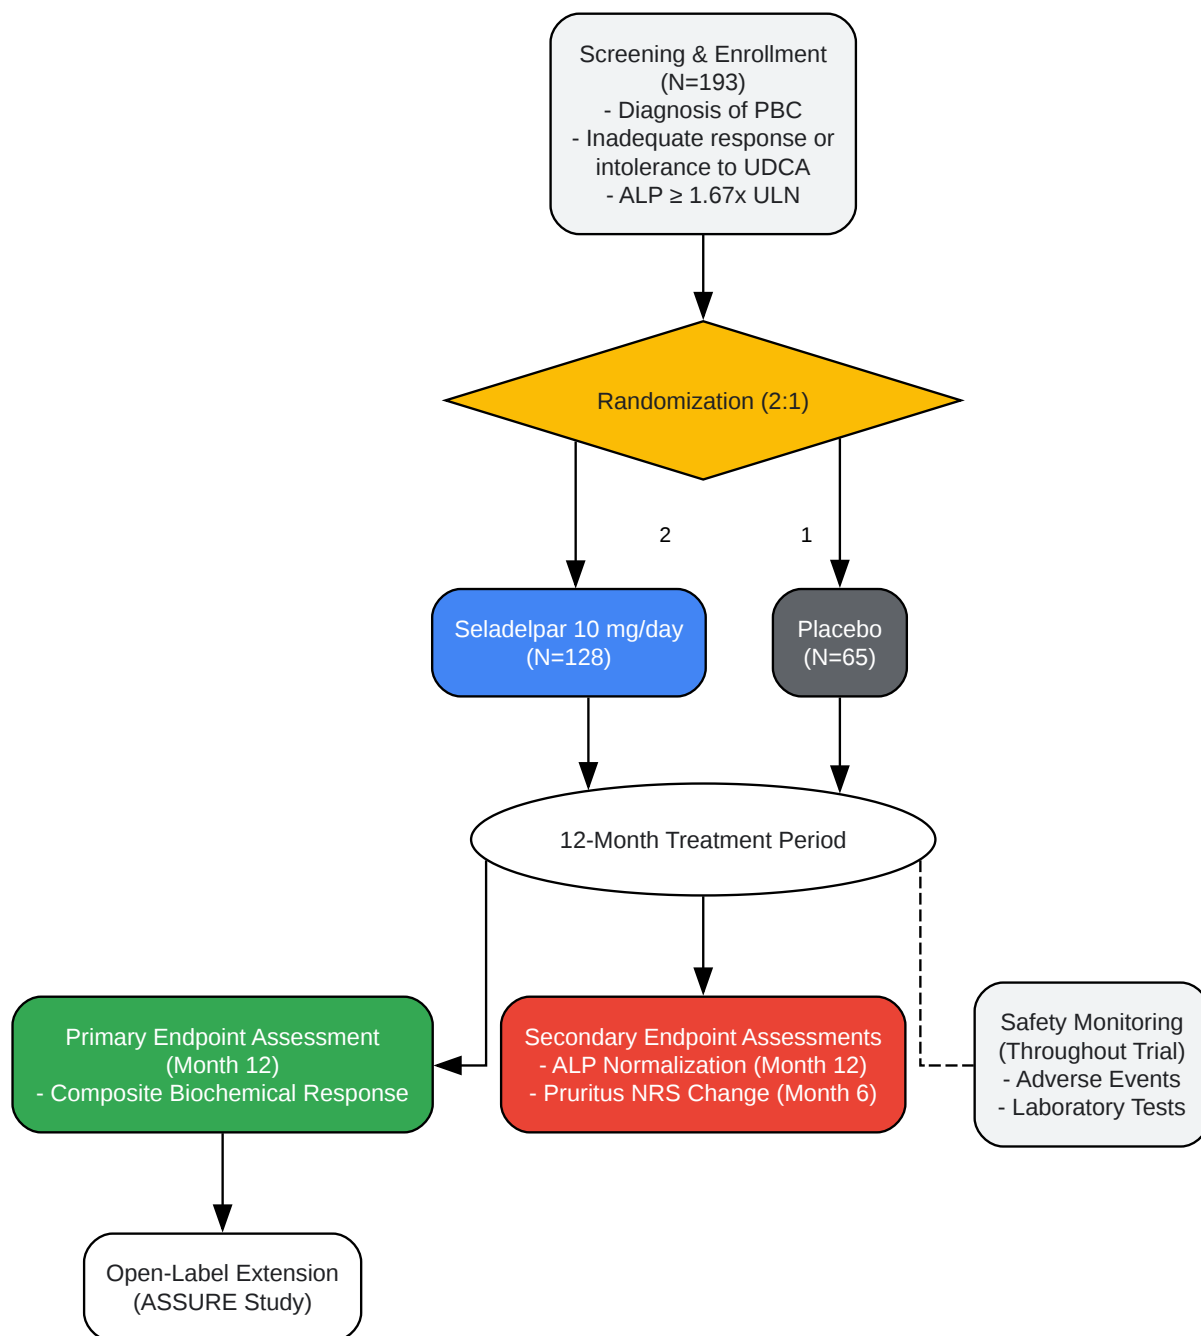 Screening & Enrollment
(N=193)
- Diagnosis of PBC
- Inadequate response or
intolerance to UDCA
- ALP ≥ 1.67x ULN
Randomization (2:1)
2
1
Seladelpar 10 mg/day
(N=128)
Placebo
(N=65)
12-Month Treatment Period
Primary Endpoint Assessment
(Month 12)
- Composite Biochemical Response
Secondary Endpoint Assessments
- ALP Normalization (Month 12)
- Pruritus NRS Change (Month 6)
Safety Monitoring
(Throughout Trial)
- Adverse Events
- Laboratory Tests
Open-Label Extension
(ASSURE Study)